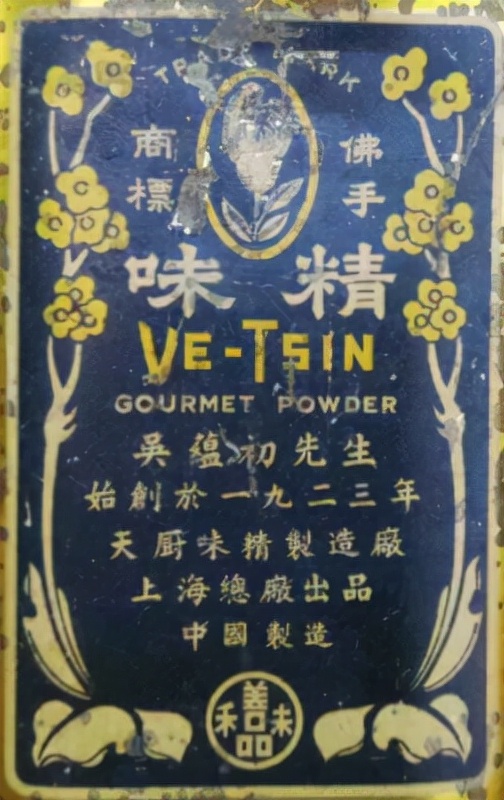 TRADE MARK
佛手
商標
味精
VE-TSIN
GOURMET POWDER
吳蘊初先生
始創於一九二三年
天厨味精製造廠
上海總廠出品
中國製造